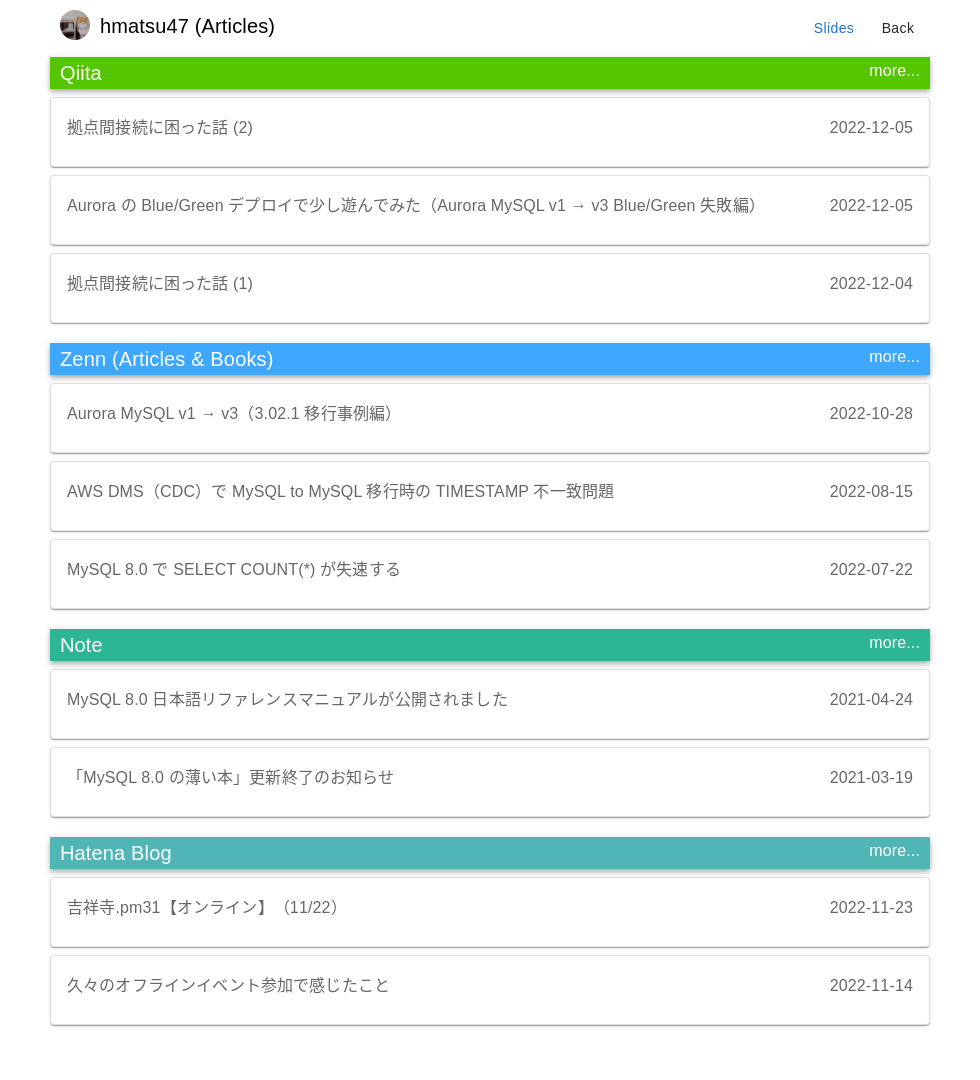 hmatsu47 (Articles)
Slides
Back
Qiita
more...
拠点間接続に困った話 (2)
2022-12-05
Aurora の Blue/Green デプロイで少し遊んでみた（Aurora MySQL v1 → v3 Blue/Green 失敗編）
2022-12-05
拠点間接続に困った話 (1)
2022-12-04
Zenn (Articles & Books)
more...
Aurora MySQL v1 → v3（3.02.1 移行事例編）
2022-10-28
AWS DMS（CDC）で MySQL to MySQL 移行時の TIMESTAMP 不一致問題
2022-08-15
MySQL 8.0 で SELECT COUNT(*) が失速する
2022-07-22
Note
more...
MySQL 8.0 日本語リファレンスマニュアルが公開されました
2021-04-24
「MySQL 8.0 の薄い本」更新終了のお知らせ
2021-03-19
Hatena Blog
more...
吉祥寺.pm31【オンライン】（11/22）
2022-11-23
久々のオフラインイベント参加で感じたこと
2022-11-14